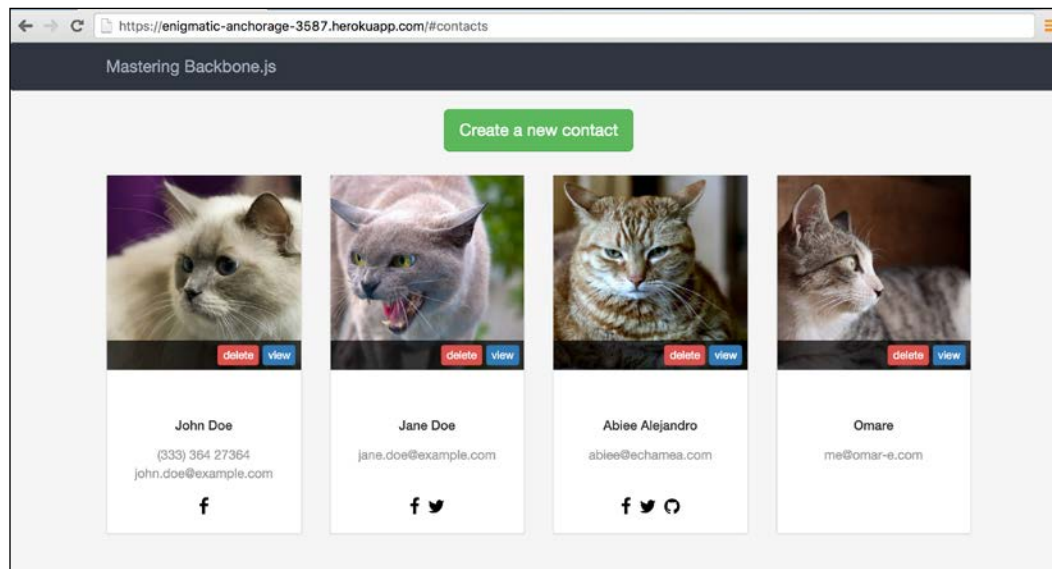 https://enigmatic-anchorage-3587.herokuapp.com/#contacts
Mastering Backbone.js
Create a new contact
delete view
delete view
delete view
delete view
John Doe
(333) 364 27364
john.doe@example.com
Jane Doe
jane.doe@example.com
Abiee Alejandro
abiee@echamea.com
Omare
me@omar-e.com